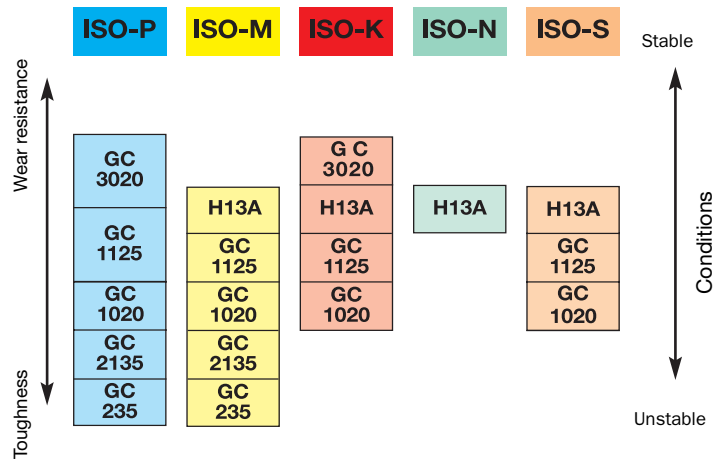 ISO-P ISO-M ISO-K ISO-N ISO-S
Stable
Wear resistance
Toughness
GC
3020
GC
1125
GC
1020
GC
2135
GC
235
H13A
GC
1125
GC
1020
GC
2135
GC
235
G C
3020
H13A
GC
1125
GC
1020
H13A
H13A
GC
1125
GC
1020
Conditions
Unstable